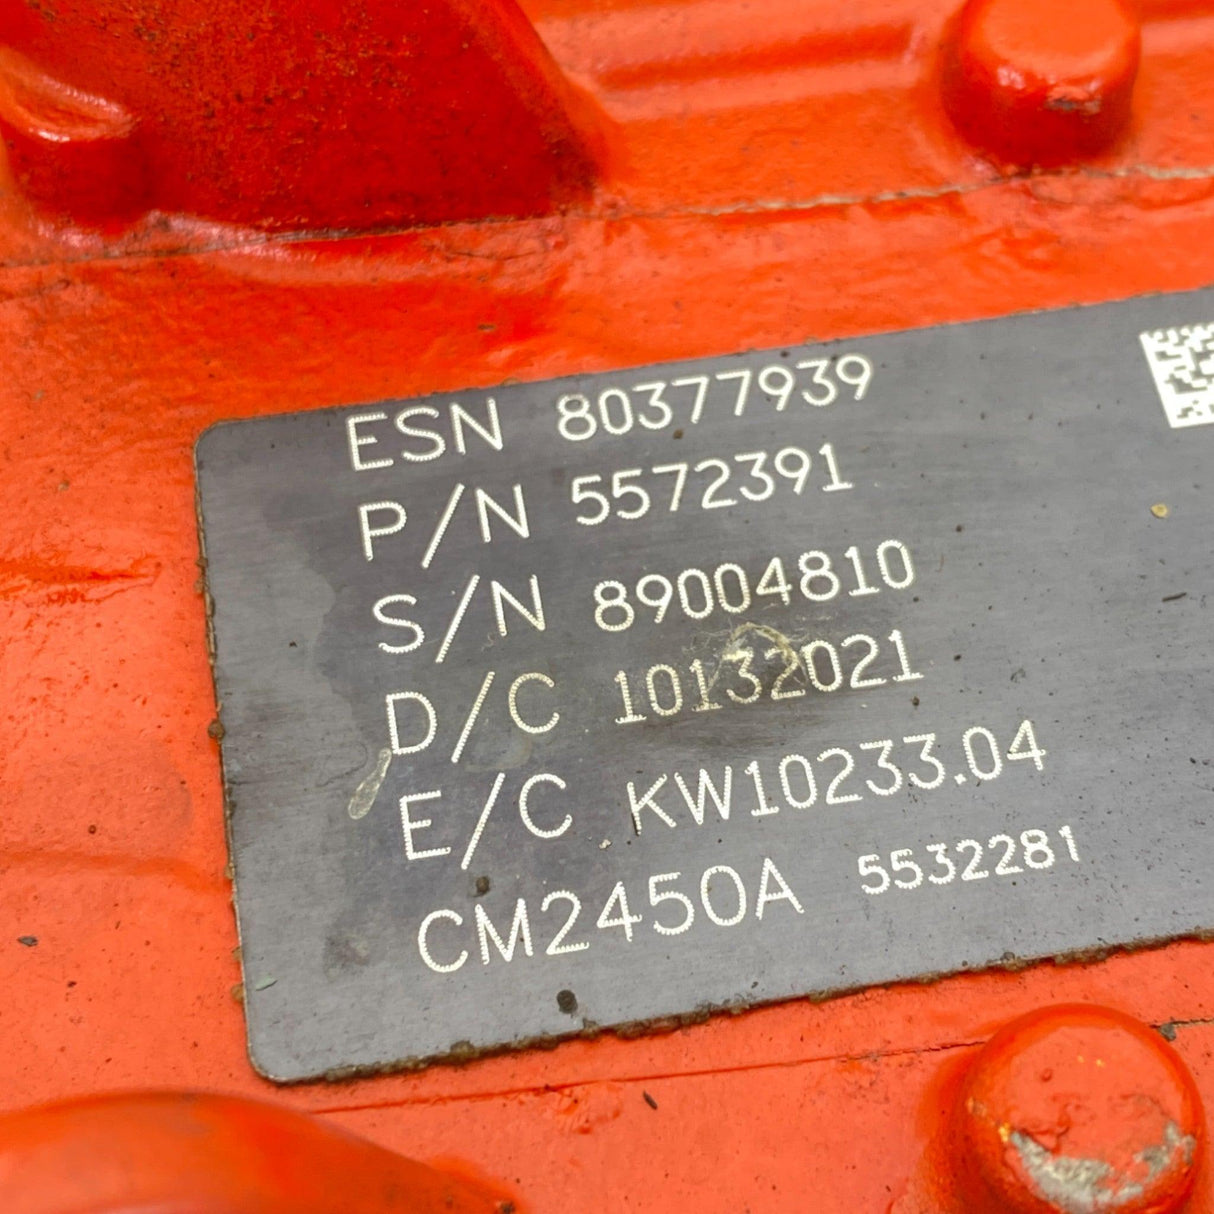 ESN 80377939
P/N 5572391
S/N 89004810
D/C 10132021
E/C KW10233.04
CM2450A 5532281